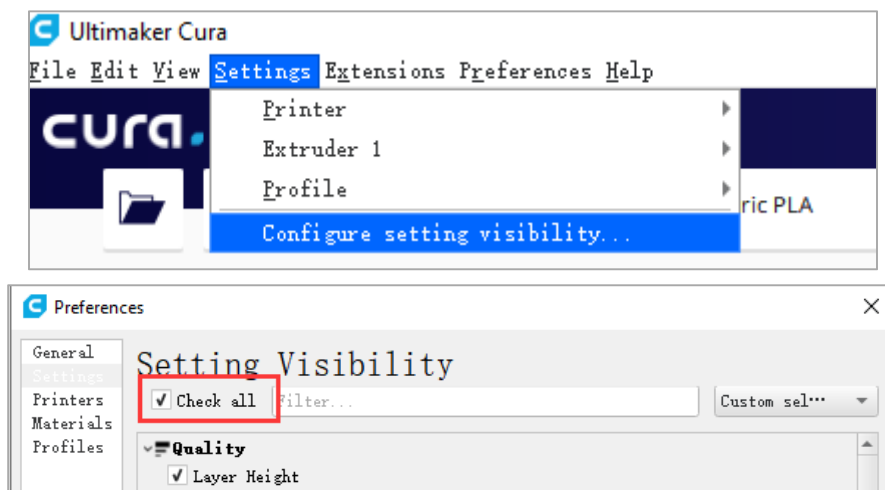 Ultimaker Cura
File Edit View Settings Extensions Preferences Help
cura.
Printer
Extruder 1
Profile
ric PLA
Configure setting visibility...
Preferences
General
Settings
Printers
Materials
Profiles
Setting Visibility
Check all Filter... Custom sel...
Quality
Layer Height